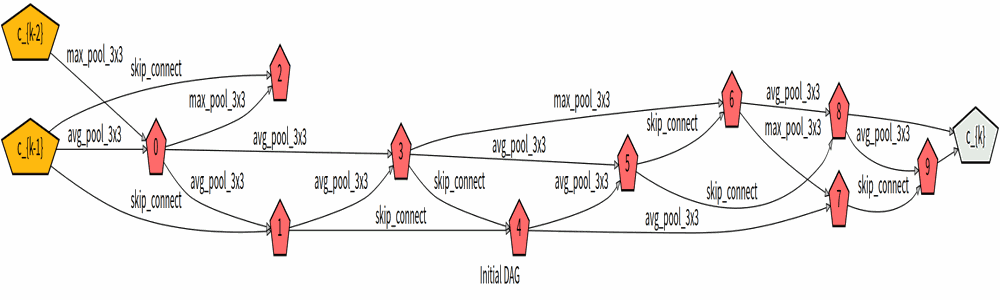 c_{k-2}
max_pool_3x3
skip_connect
2
max_pool_3x3
c_{k-1}
avg_pool_3x3
0
avg_pool_3x3
avg_pool_3x3
skip_connect
1
avg_pool_3x3
3
skip_connect
skip_connect
4
max_pool_3x3
avg_pool_3x3
avg_pool_3x3
5
skip_connect
6
avg_pool_3x3
max_pool_3x3
8
skip_connect
avg_pool_3x3
7
avg_pool_3x3
skip_connect
9
c_{k}
Initial DAG